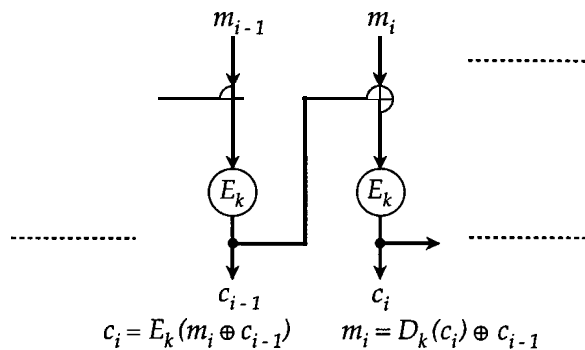 m_{i-1} m_i
E_k E_k
c_{i-1} c_i
c_i = E_k(m_i ⊕ c_{i-1}) m_i = D_k(c_i) ⊕ c_{i-1}